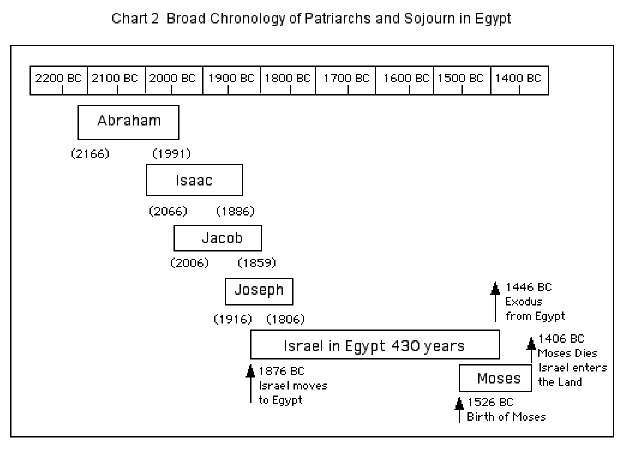 Chart 2 Broad Chronology of Patriarchs and Sojourn in Egypt
2200 BC 2100 BC 2000 BC 1900 BC 1800 BC 1700 BC 1600 BC 1500 BC 1400 BC
Abraham
(2166) (1991)
Isaac
(2066) (1886)
Jacob
(2006) (1859)
Joseph
(1916) (1806)
1446 BC
Exodus
from Egypt
Israel in Egypt 430 years
1876 BC
Israel moves
to Egypt
1406 BC
Moses Dies
Israel enters
the Land
Moses
1526 BC
Birth of Moses